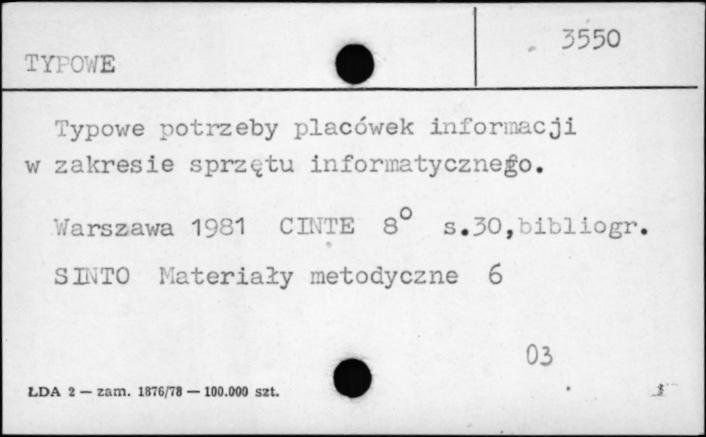 3550
TYPOWE
Typowe potrzeby placówek informacji
w zakresie sprzętu informatycznego.
Warszawa 1981 CINTE 8° s.30,bibliogr.
SINTO Materiały metodyczne 6
03
ŁDA 2 — zam. 1876/78 — 100.000 szt.